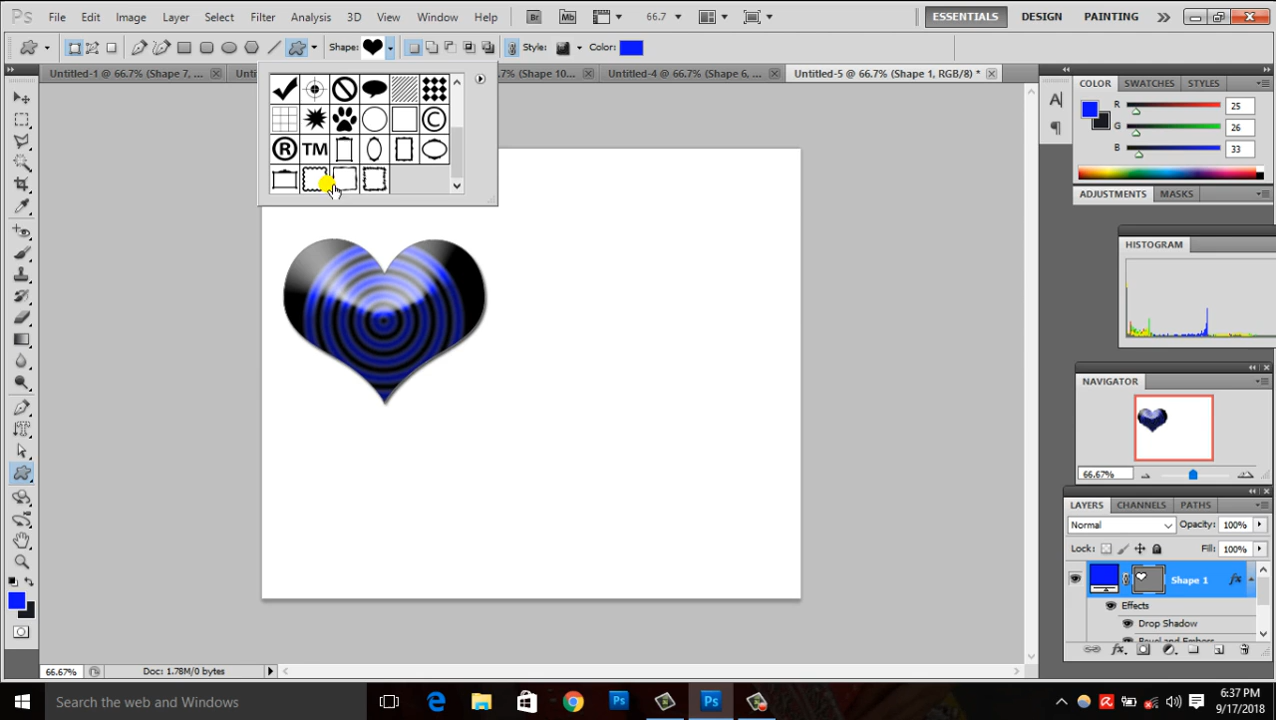 Ps File Edit Image Layer Select Filter Analysis 3D View Window Help Br Mb 66.7 ESSENTIALS DESIGN PAINTING
Shape: Style: Color:
Untitled-1 @ 66.7% (Shape 7, ... .7% (Shape 10... Untitled-4 @ 66.7% (Shape 6, ... Untitled-5 @ 66.7% (Shape 1, RGB/8) *
COLOR SWATCHES STYLES
R 25
G 26
B 33
© 
® TM
ADJUSTMENTS MASKS
HISTOGRAM
NAVIGATOR
66.67%
LAYERS CHANNELS PATHS
Normal Opacity: 100%
Lock: Fill: 100%
Shape 1 fx
Effects
Drop Shadow
66.67% Doc: 1.78M/0 bytes
Search the web and Windows
6:37 PM
9/17/2018